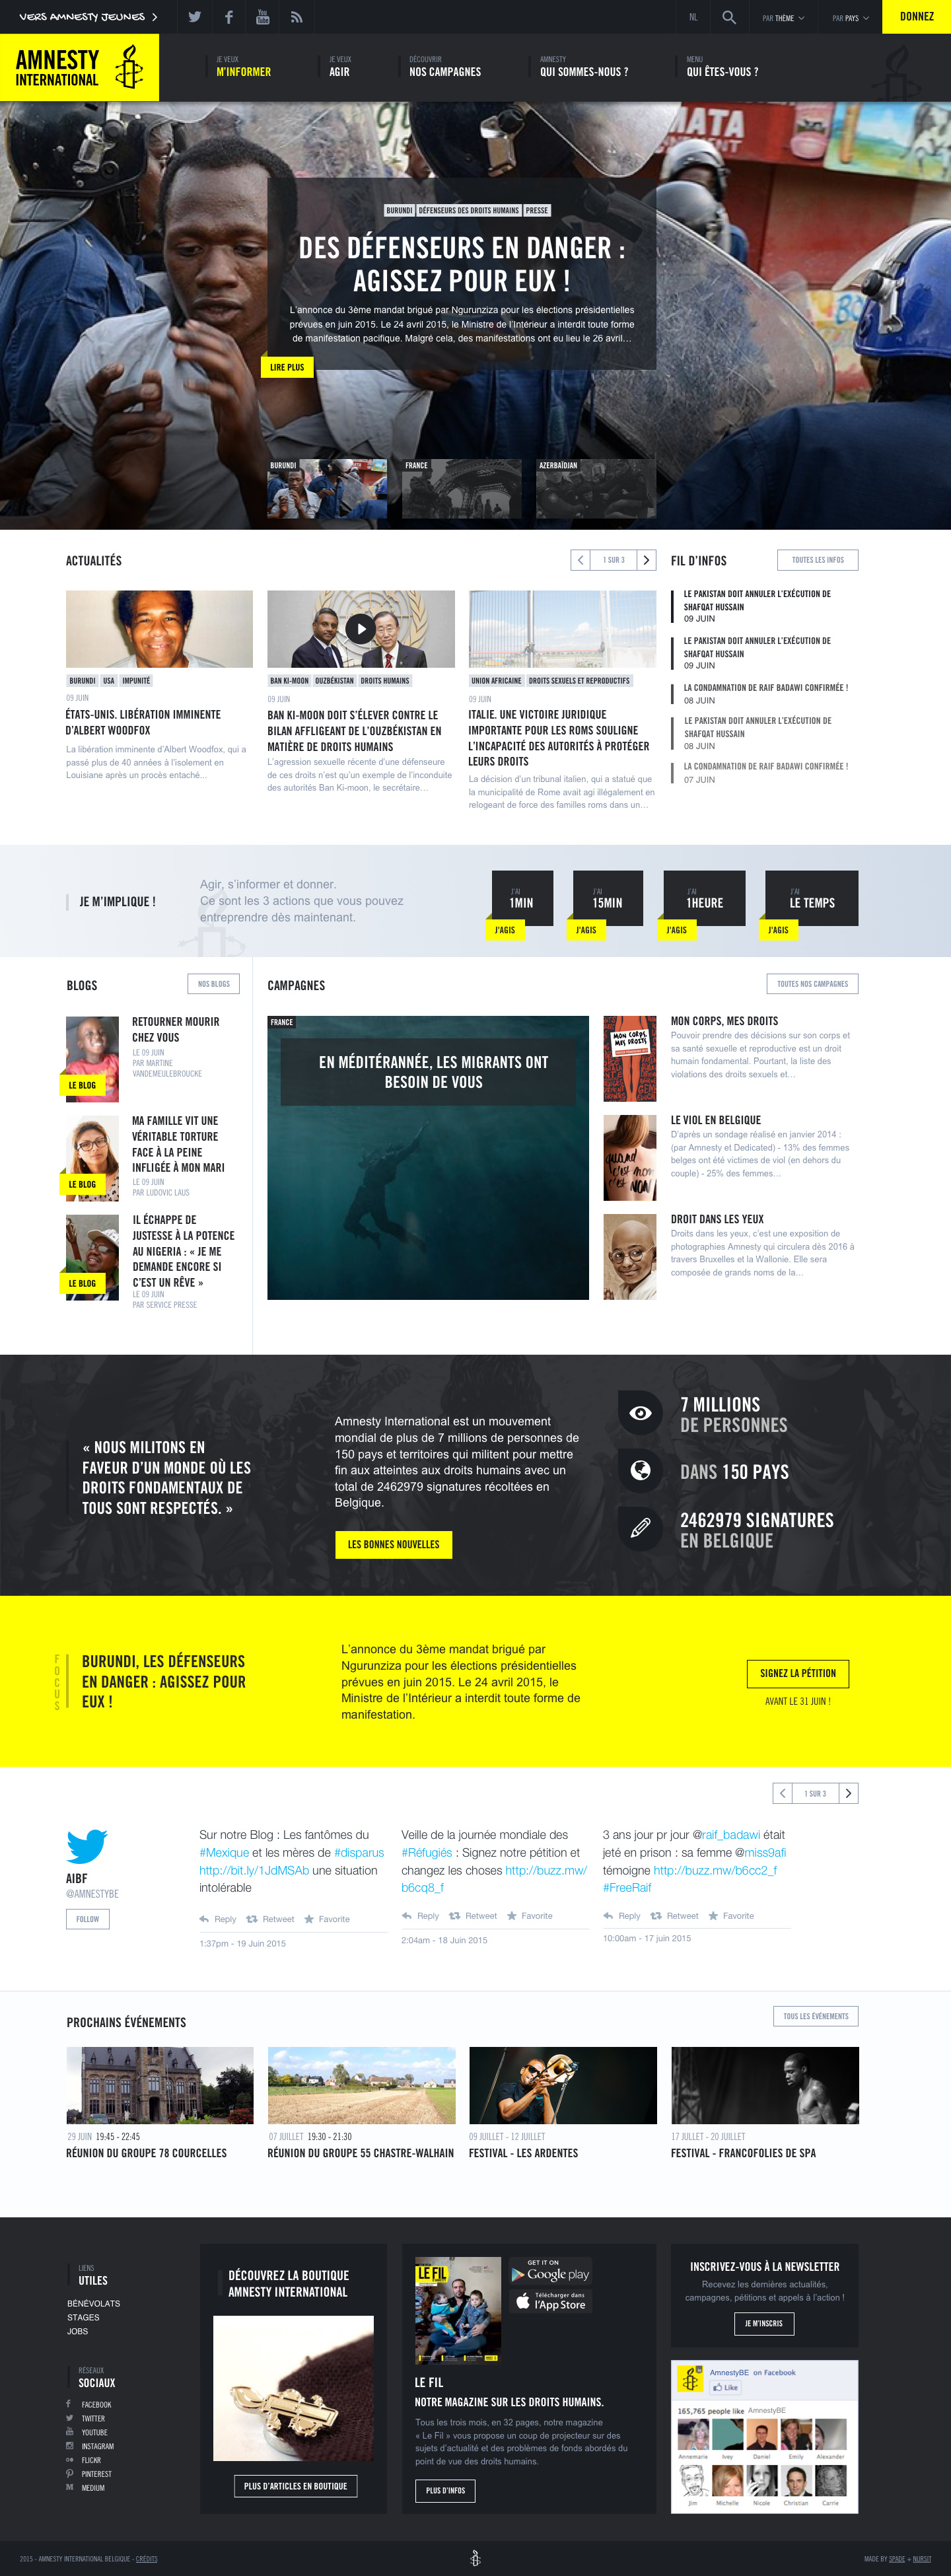 VERS AMNESTY JEUNES
You Tube
NL
PAR THÈME
PAR PAYS
DONNEZ
AMNESTY
INTERNATIONAL
JE VEUX
M'INFORMER
JE VEUX
AGIR
DÉCOUVRIR
NOS CAMPAGNES
AMNESTY
QUI SOMMES-NOUS ?
MENU
QUI ÊTES-VOUS ?
BURUNDI DÉFENSEURS DES DROITS HUMAINS PRESSE
DES DÉFENSEURS EN DANGER :
AGISSEZ POUR EUX !
L'annonce du 3ème mandat brigué par Ngurunziza pour les élections présidentielles
prévues en juin 2015. Le 24 avril 2015, le Ministre de l'Intérieur a interdit toute forme
de manifestation pacifique. Malgré cela, des manifestations ont eu lieu le 26 avril…
LIRE PLUS
BURUNDI
FRANCE
AZERBAÏDJAN
ACTUALITÉS
1 SUR 3
BURUNDI USA IMPUNITÉ
09 JUIN
ÉTATS-UNIS. LIBÉRATION IMMINENTE
D'ALBERT WOODFOX
La libération imminente d'Albert Woodfox, qui a
passé plus de 40 années à l'isolement en
Louisiane après un procès entaché...
BAN KI-MOON OUZBÉKISTAN DROITS HUMAINS
09 JUIN
BAN KI-MOON DOIT S'ÉLEVER CONTRE LE
BILAN AFFLIGEANT DE L'OUZBÉKISTAN EN
MATIÈRE DE DROITS HUMAINS
L'agression sexuelle récente d'une défenseure
de ces droits n'est qu'un exemple de l'inconduite
des autorités Ban Ki-moon, le secrétaire…
UNION AFRICAINE DROITS SEXUELS ET REPRODUCTIFS
09 JUIN
ITALIE. UNE VICTOIRE JURIDIQUE
IMPORTANTE POUR LES ROMS SOULIGNE
L'INCAPACITÉ DES AUTORITÉS À PROTÉGER
LEURS DROITS
La décision d'un tribunal italien, qui a statué que
la municipalité de Rome avait agi illégalement en
relogeant de force des familles roms dans un…
FIL D'INFOS
TOUTES LES INFOS
LE PAKISTAN DOIT ANNULER L'EXÉCUTION DE
SHAFQAT HUSSAIN
09 JUIN
LE PAKISTAN DOIT ANNULER L'EXÉCUTION DE
SHAFQAT HUSSAIN
09 JUIN
LA CONDAMNATION DE RAIF BADAWI CONFIRMÉE !
08 JUIN
LE PAKISTAN DOIT ANNULER L'EXÉCUTION DE
SHAFQAT HUSSAIN
08 JUIN
LA CONDAMNATION DE RAIF BADAWI CONFIRMÉE !
07 JUIN
JE M'IMPLIQUE !
Agir, s'informer et donner.
Ce sont les 3 actions que vous pouvez
entreprendre dès maintenant.
J'AI
1MIN
J'AGIS
J'AI
15MIN
J'AGIS
J'AI
1HEURE
J'AGIS
J'AI
LE TEMPS
J'AGIS
BLOGS
NOS BLOGS
RETOURNER MOURIR
CHEZ VOUS
LE 09 JUIN
PAR MARTINE
VANDEMEULEBROUCKE
LE BLOG
MA FAMILLE VIT UNE
VÉRITABLE TORTURE
FACE À LA PEINE
INFLIGÉE À MON MARI
LE 09 JUIN
PAR LUDOVIC LAUS
LE BLOG
IL ÉCHAPPE DE
JUSTESSE À LA POTENCE
AU NIGERIA : « JE ME
DEMANDE ENCORE SI
C'EST UN RÊVE »
LE 09 JUIN
PAR SERVICE PRESSE
LE BLOG
CAMPAGNES
TOUTES NOS CAMPAGNES
FRANCE
EN MÉDITÉRANNÉE, LES MIGRANTS ONT
BESOIN DE VOUS
MON CORPS,
MES DROITS
MON CORPS, MES DROITS
Pouvoir prendre des décisions sur son corps et
sa santé sexuelle et reproductive est un droit
humain fondamental. Pourtant, la liste des
violations des droits sexuels et…
quand
c'est non
NON
LE VIOL EN BELGIQUE
D'après un sondage réalisé en janvier 2014 :
(par Amnesty et Dedicated) - 13% des femmes
belges ont été victimes de viol (en dehors du
couple) - 25% des femmes…
DROIT DANS LES YEUX
Droits dans les yeux, c'est une exposition de
photographies Amnesty qui circulera dès 2016 à
travers Bruxelles et la Wallonie. Elle sera
composée de grands noms de la…
« NOUS MILITONS EN
FAVEUR D'UN MONDE OÙ LES
DROITS FONDAMENTAUX DE
TOUS SONT RESPECTÉS. »
Amnesty International est un mouvement
mondial de plus de 7 millions de personnes de
150 pays et territoires qui militent pour mettre
fin aux atteintes aux droits humains avec un
total de 2462979 signatures récoltées en
Belgique.
LES BONNES NOUVELLES
7 MILLIONS
DE PERSONNES
DANS 150 PAYS
2462979 SIGNATURES
EN BELGIQUE
FOCUS
BURUNDI, LES DÉFENSEURS
EN DANGER : AGISSEZ POUR
EUX !
L'annonce du 3ème mandat brigué par
Ngurunziza pour les élections présidentielles
prévues en juin 2015. Le 24 avril 2015, le
Ministre de l'Intérieur a interdit toute forme de
manifestation.
SIGNEZ LA PÉTITION
AVANT LE 31 JUIN !
1 SUR 3
AIBF
@AMNESTYBE
FOLLOW
Sur notre Blog : Les fantômes du
#Mexique et les mères de #disparus
http://bit.ly/1JdMSAb une situation
intolérable
Reply Retweet Favorite
1:37pm - 19 Juin 2015
Veille de la journée mondiale des
#Réfugiés : Signez notre pétition et
changez les choses http://buzz.mw/
b6cq8_f
Reply Retweet Favorite
2:04am - 18 Juin 2015
3 ans jour pr jour @raif_badawi était
jeté en prison : sa femme @miss9afi
témoigne http://buzz.mw/b6cc2_f
#FreeRaif
Reply Retweet Favorite
10:00am - 17 juin 2015
PROCHAINS ÉVÉNEMENTS
TOUS LES ÉVÉNEMENTS
29 JUIN 19:45 - 22:45
RÉUNION DU GROUPE 78 COURCELLES
07 JUILLET 19:30 - 21:30
RÉUNION DU GROUPE 55 CHASTRE-WALHAIN
09 JUILLET - 12 JUILLET
FESTIVAL - LES ARDENTES
17 JUILLET - 20 JUILLET
FESTIVAL - FRANCOFOLIES DE SPA
LIENS
UTILES
BÉNÉVOLATS
STAGES
JOBS
RÉSEAUX
SOCIAUX
FACEBOOK
TWITTER
YOUTUBE
INSTAGRAM
FLICKR
PINTEREST
MEDIUM
DÉCOUVREZ LA BOUTIQUE
AMNESTY INTERNATIONAL
PLUS D'ARTICLES EN BOUTIQUE
LE FIL
GET IT ON
Google play
Télécharger dans
l'App Store
LE FIL
NOTRE MAGAZINE SUR LES DROITS HUMAINS.
Tous les trois mois, en 32 pages, notre magazine
« Le Fil » vous propose un coup de projecteur sur des
sujets d'actualité et des problèmes de fonds abordés du
point de vue des droits humains.
PLUS D'INFOS
INSCRIVEZ-VOUS À LA NEWSLETTER
Recevez les dernières actualités,
campagnes, pétitions et appels à l'action !
JE M'INSCRIS
AmnestyBE on Facebook
Like
165,765 people like AmnestyBE
Annemarie Ivey Daniel Emily Alexander
Jim Michelle Nicole Christian Carrie
2015 - AMNESTY INTERNATIONAL BELGIQUE - CRÉDITS
MADE BY SPADE + NURSIT